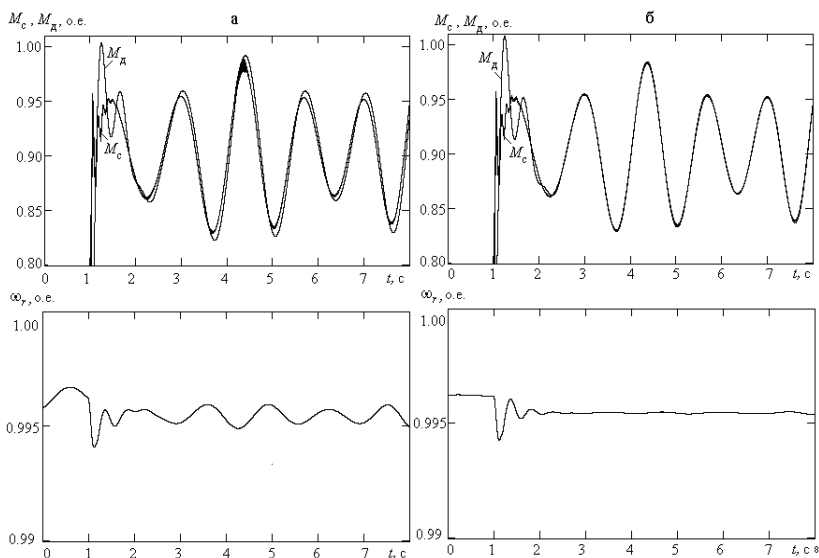 M_с, M_д, о.е.
а
1.00
0.95
0.90
0.85
0.80
M_д
M_с
0 1 2 3 4 5 6 7 t, с
M_с, M_д, о.е.
б
1.00
0.95
0.90
0.85
0.80
M_д
M_с
0 1 2 3 4 5 6 7 t, с
ω_r, о.е.
1.00
0.995
0.99
0 1 2 3 4 5 6 7 t, с
ω_r, о.е.
1.00
0.995
0.99
0 1 2 3 4 5 6 7 t, с 8